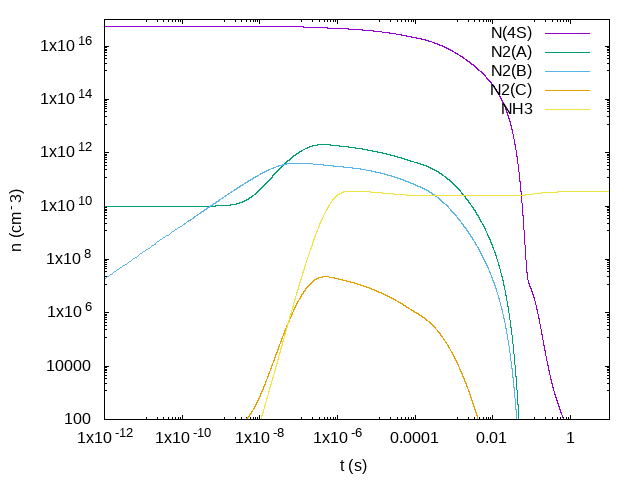 1x10 16
1x10 14
1x10 12
1x10 10
1x10 8
1x10 6
10000
100
n (cm-3)
N(4S)
N2(A)
N2(B)
N2(C)
NH3
1x10-12 1x10-10 1x10-8 1x10-6 0.0001 0.01 1
t (s)